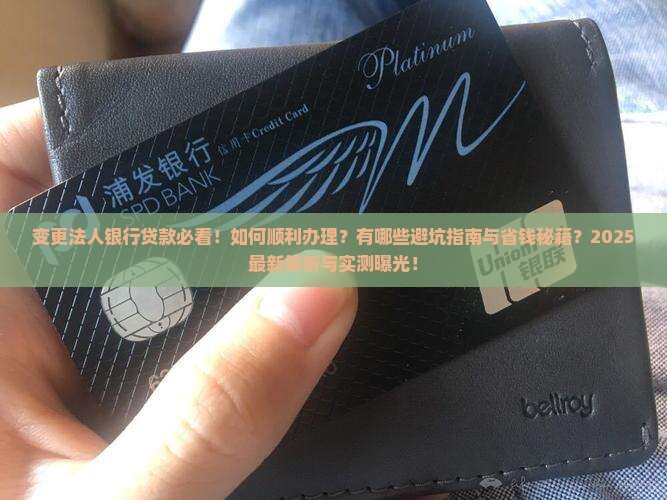 Platinum
浦发银行
信用卡Credit Card
SPD BANK
变更法人银行贷款必看！如何顺利办理？有哪些避坑指南与省钱秘籍？2025
最新解析与实测曝光！
UnionPay
银联
bellroy